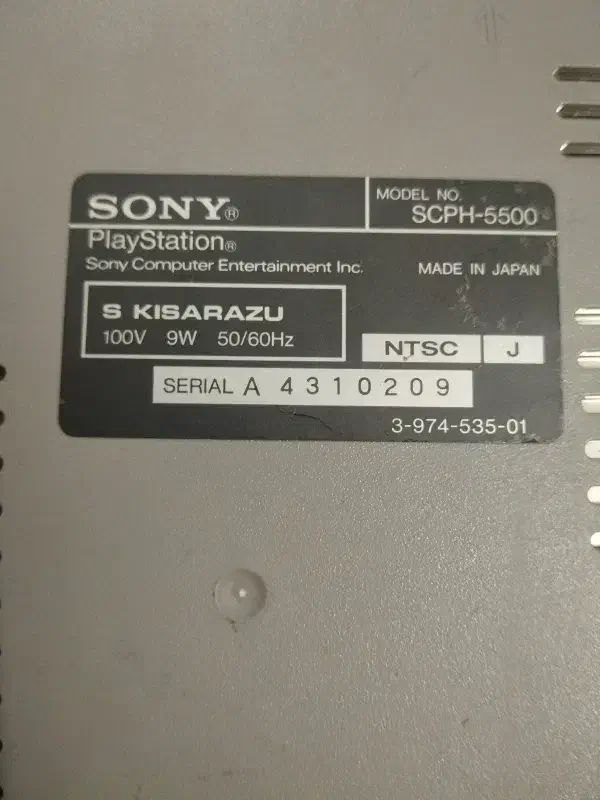 SONY®
MODEL NO.
SCPH-5500
PlayStation®
Sony Computer Entertainment Inc.
MADE IN JAPAN
S KISARAZU
100V 9W 50/60Hz
NTSC J
SERIAL A 4310209
3-974-535-01